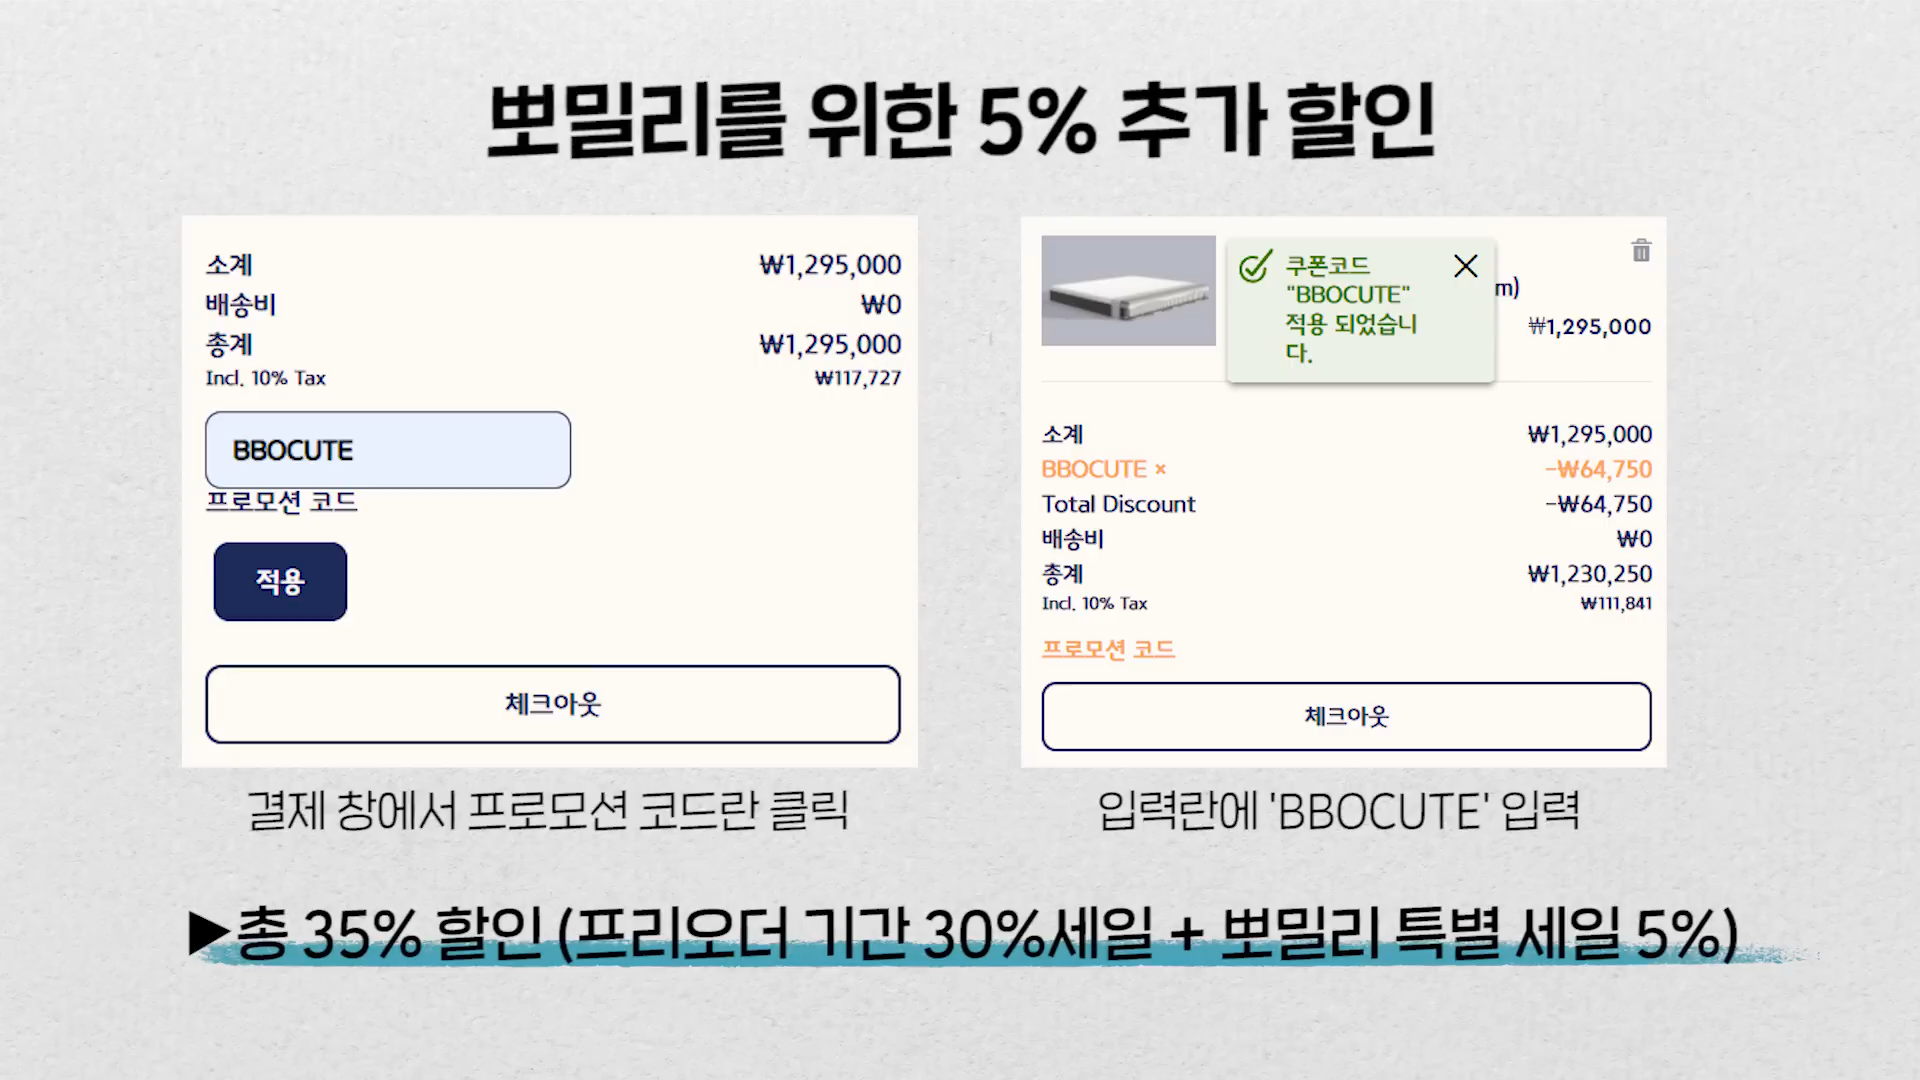 뽀밀리를 위한 5% 추가 할인
소계 ₩1,295,000
배송비 ₩0
총계 ₩1,295,000
Incl. 10% Tax ₩117,727
BBOCUTE
프로모션 코드
적용
체크아웃
결제 창에서 프로모션 코드란 클릭
쿠폰코드
"BBOCUTE"
적용 되었습니
다.
m)
₩1,295,000
소계 ₩1,295,000
BBOCUTE × -₩64,750
Total Discount -₩64,750
배송비 ₩0
총계 ₩1,230,250
Incl. 10% Tax ₩111,841
프로모션 코드
체크아웃
입력란에 'BBOCUTE' 입력
▶총 35% 할인 (프리오더 기간 30%세일 + 뽀밀리 특별 세일 5%)